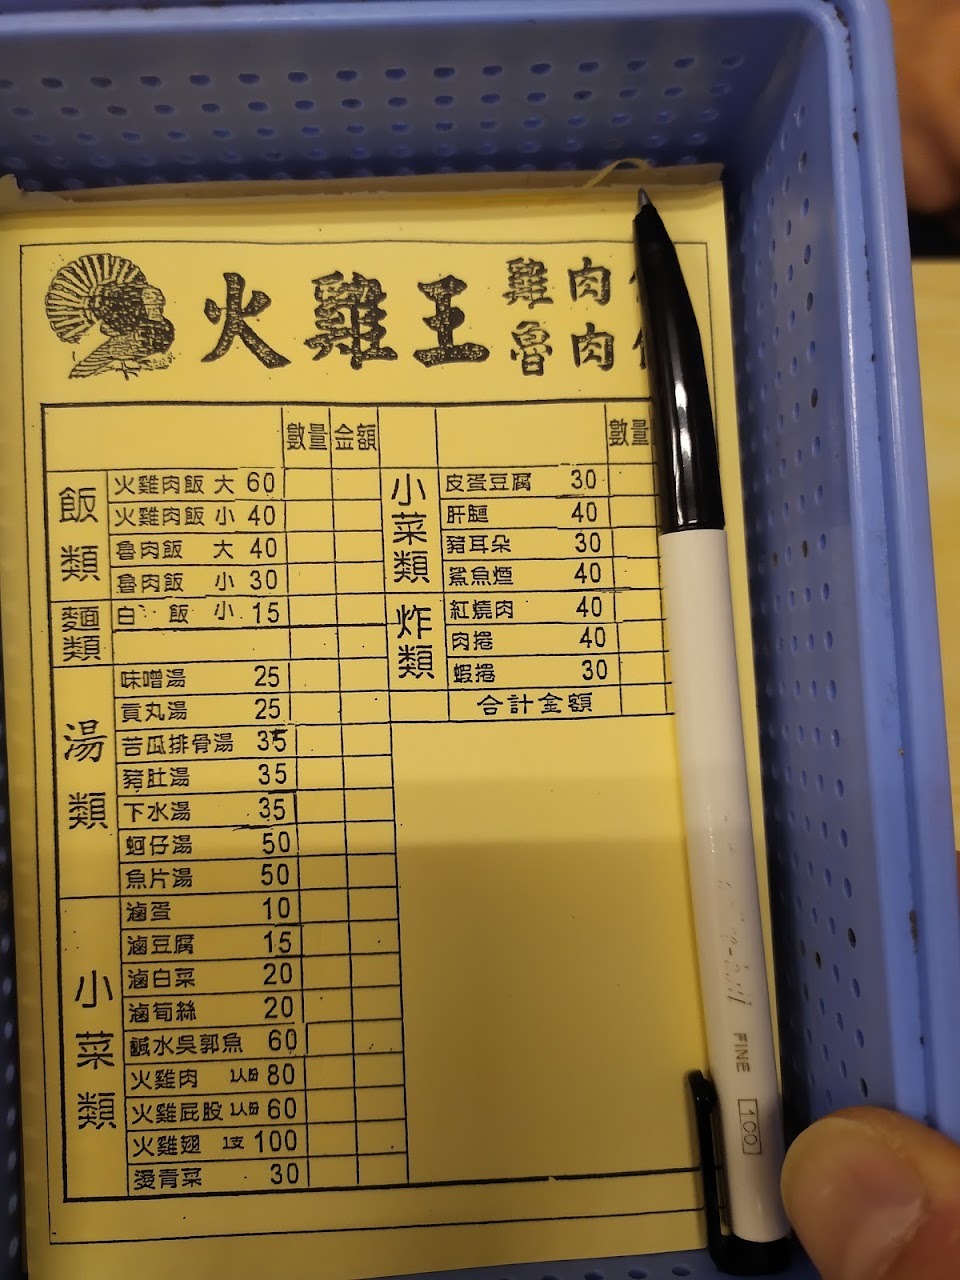 火雞王
雞肉
魯肉
數量 金額
飯類
火雞肉飯 大 60
火雞肉飯 小 40
魯肉飯 大 40
魯肉飯 小 30
麵類
白飯 小 15
湯類
味噌湯 25
貢丸湯 25
苦瓜排骨湯 35
豬肚湯 35
下水湯 35
蚵仔湯 50
魚片湯 50
小菜類
滷蛋 10
滷豆腐 15
滷白菜 20
滷筍絲 20
鹹水吳郭魚 60
火雞肉 1人份 80
火雞屁股 1人份 60
火雞翅 1支 100
燙青菜 30
數量
小菜類
皮蛋豆腐 30
肝腱 40
豬耳朵 30
鯊魚煙 40
炸類
紅燒肉 40
肉捲 40
蝦捲 30
合計金額
FINE
100